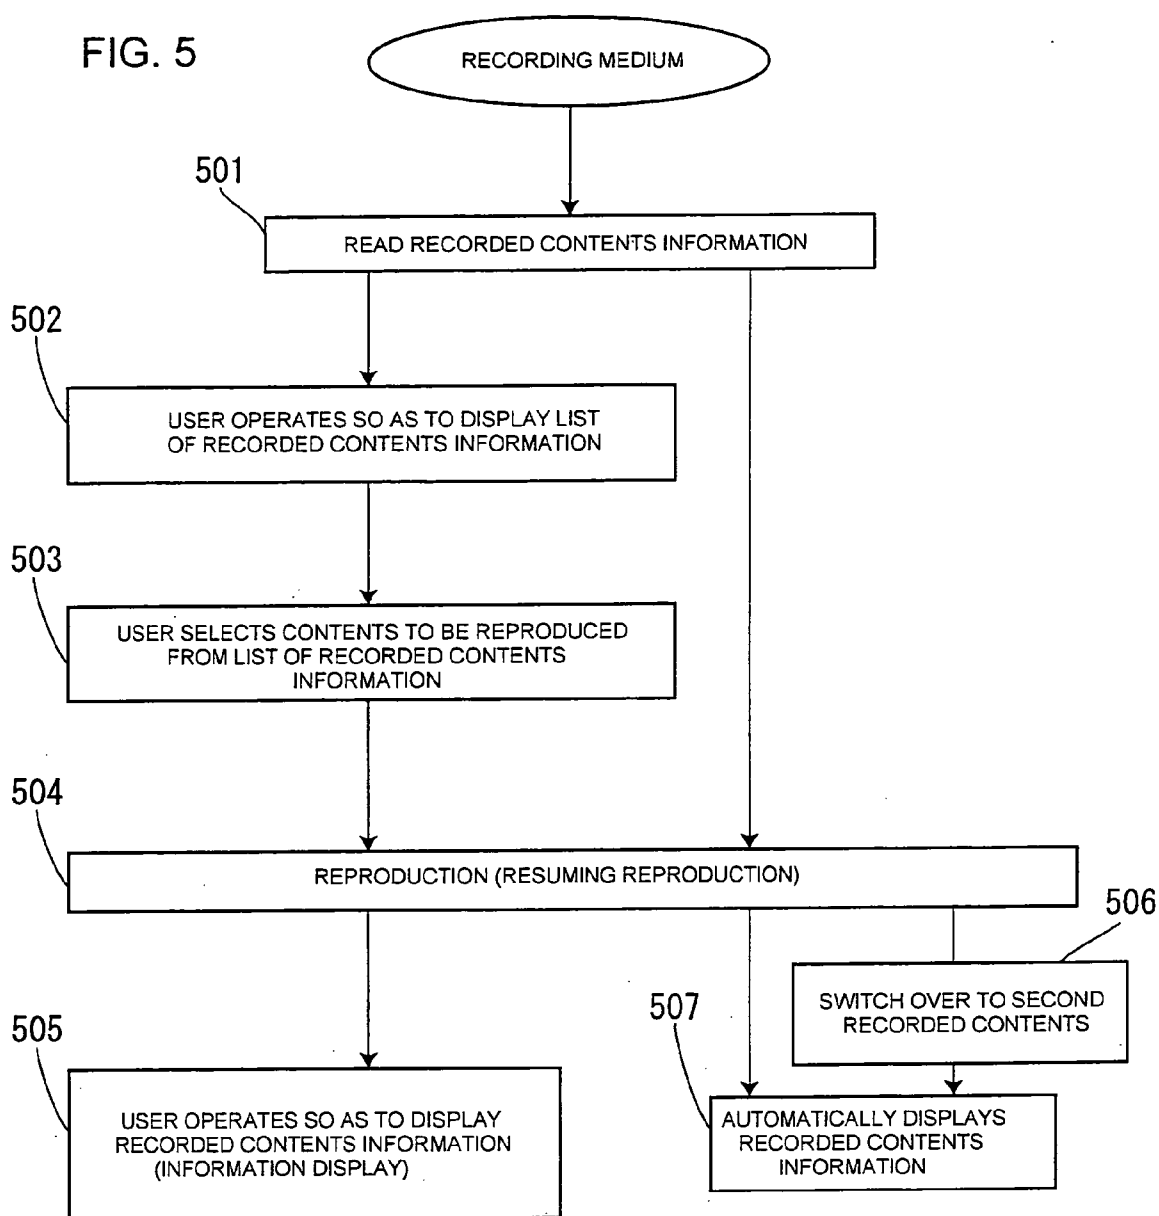 FIG. 5
RECORDING MEDIUM
501
READ RECORDED CONTENTS INFORMATION
502
USER OPERATES SO AS TO DISPLAY LIST
OF RECORDED CONTENTS INFORMATION
503
USER SELECTS CONTENTS TO BE REPRODUCED
FROM LIST OF RECORDED CONTENTS
INFORMATION
504
REPRODUCTION (RESUMING REPRODUCTION)
506
SWITCH OVER TO SECOND
RECORDED CONTENTS
507
505
USER OPERATES SO AS TO DISPLAY
RECORDED CONTENTS INFORMATION
(INFORMATION DISPLAY)
AUTOMATICALLY DISPLAYS
RECORDED CONTENTS
INFORMATION